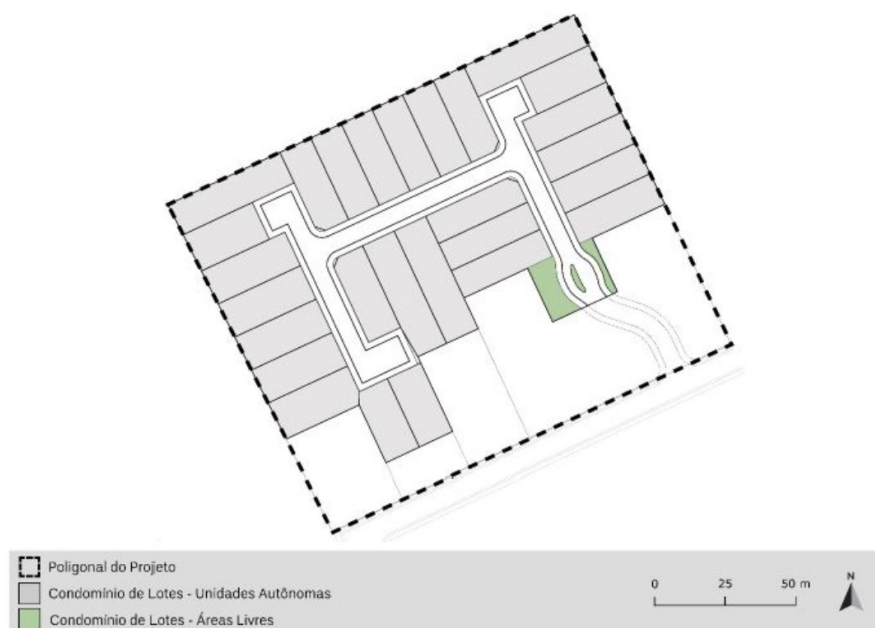 Poligonal do Projeto
Condomínio de Lotes - Unidades Autônomas
Condomínio de Lotes - Áreas Livres
0 25 50 m
N